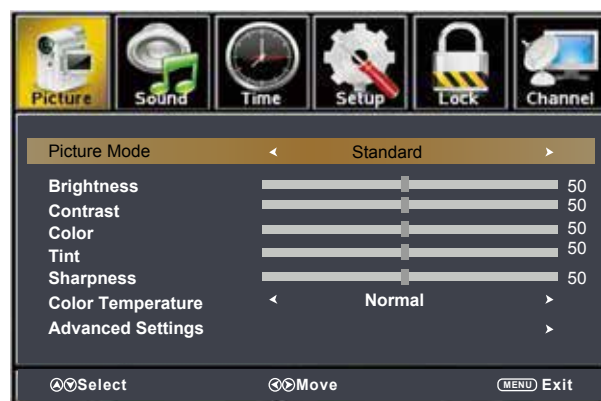 Picture Sound Time Setup Lock Channel
Picture Mode Standard
Brightness 50
Contrast 50
Color 50
Tint 50
Sharpness 50
Color Temperature Normal
Advanced Settings
Select Move MENU Exit